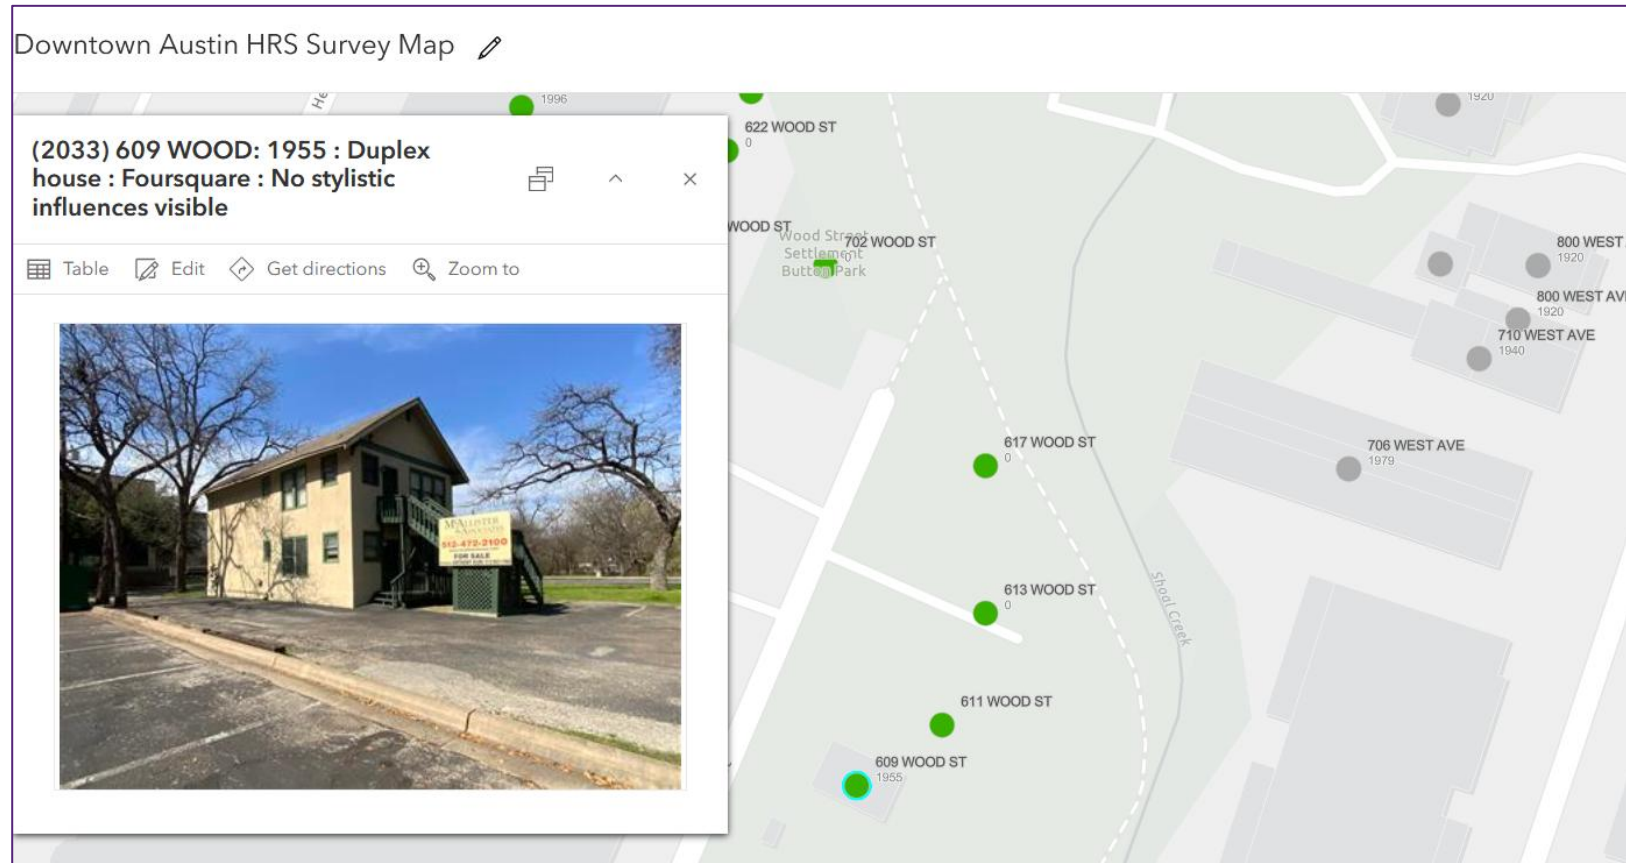 Downtown Austin HRS Survey Map
He
1996
1920
622 WOOD ST
0
(2033) 609 WOOD: 1955 : Duplex
house : Foursquare : No stylistic
influences visible
WOOD ST
Wood Street
Settlement
Button Park
702 WOOD ST
0
800 WEST
1920
Table Edit Get directions Zoom to
800 WEST AV
1920
710 WEST AVE
1940
617 WOOD ST
0
706 WEST AVE
1979
McALLISTER
& ASSOCIATES
512-472-2100
FOR SALE
613 WOOD ST
0
Shoal Creek
611 WOOD ST
609 WOOD ST
1955